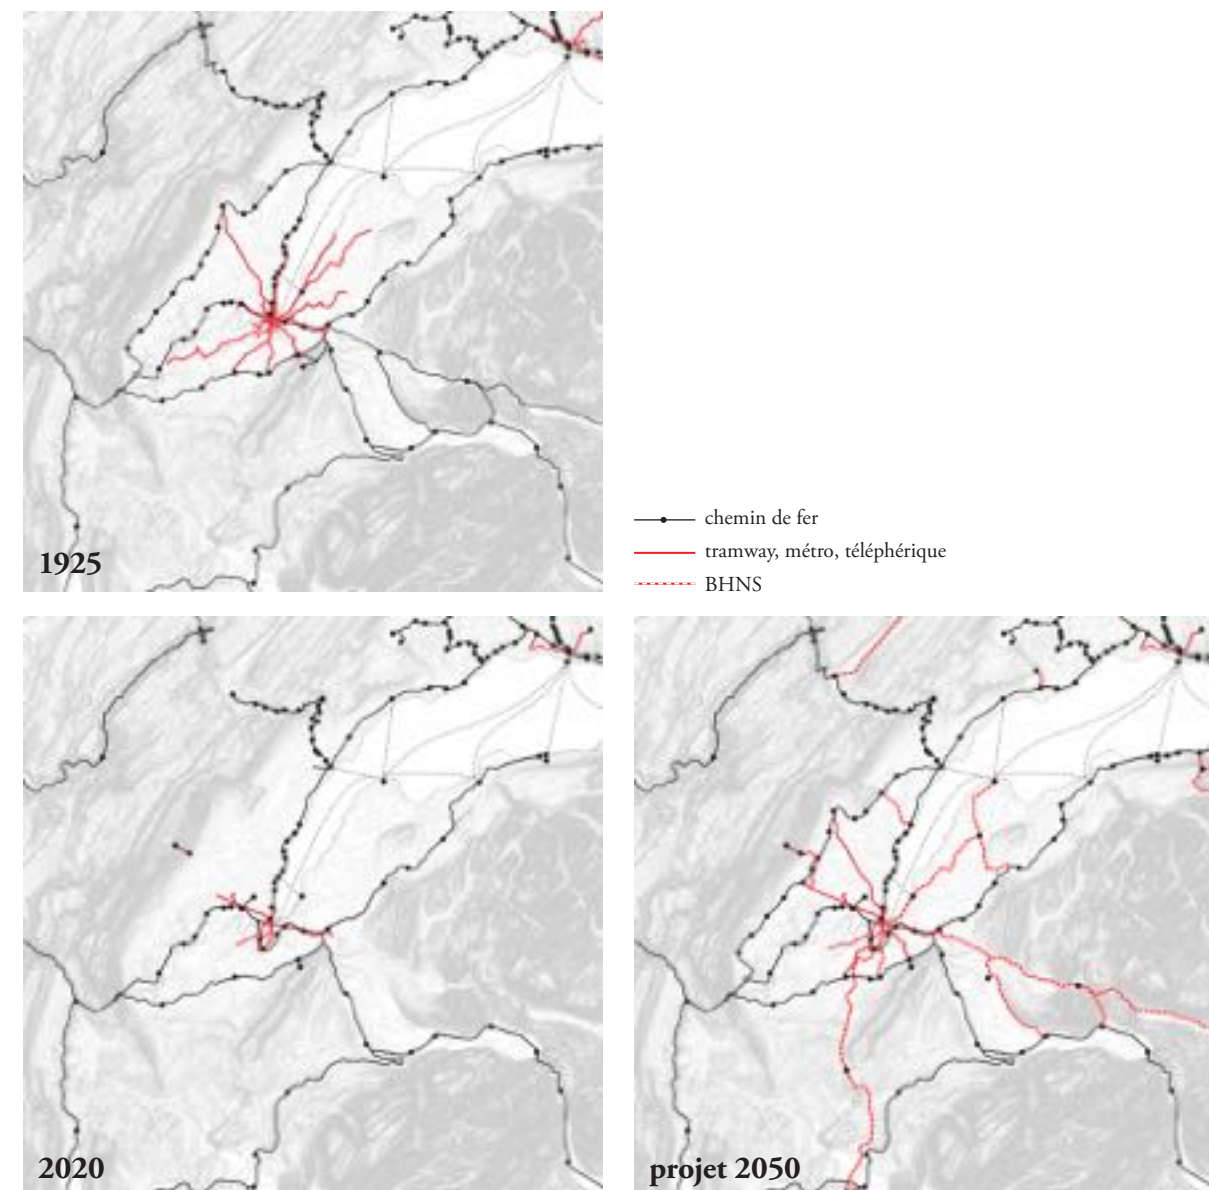 1925
chemin de fer
tramway, métro, téléphérique
BHNS
2020
projet 2050